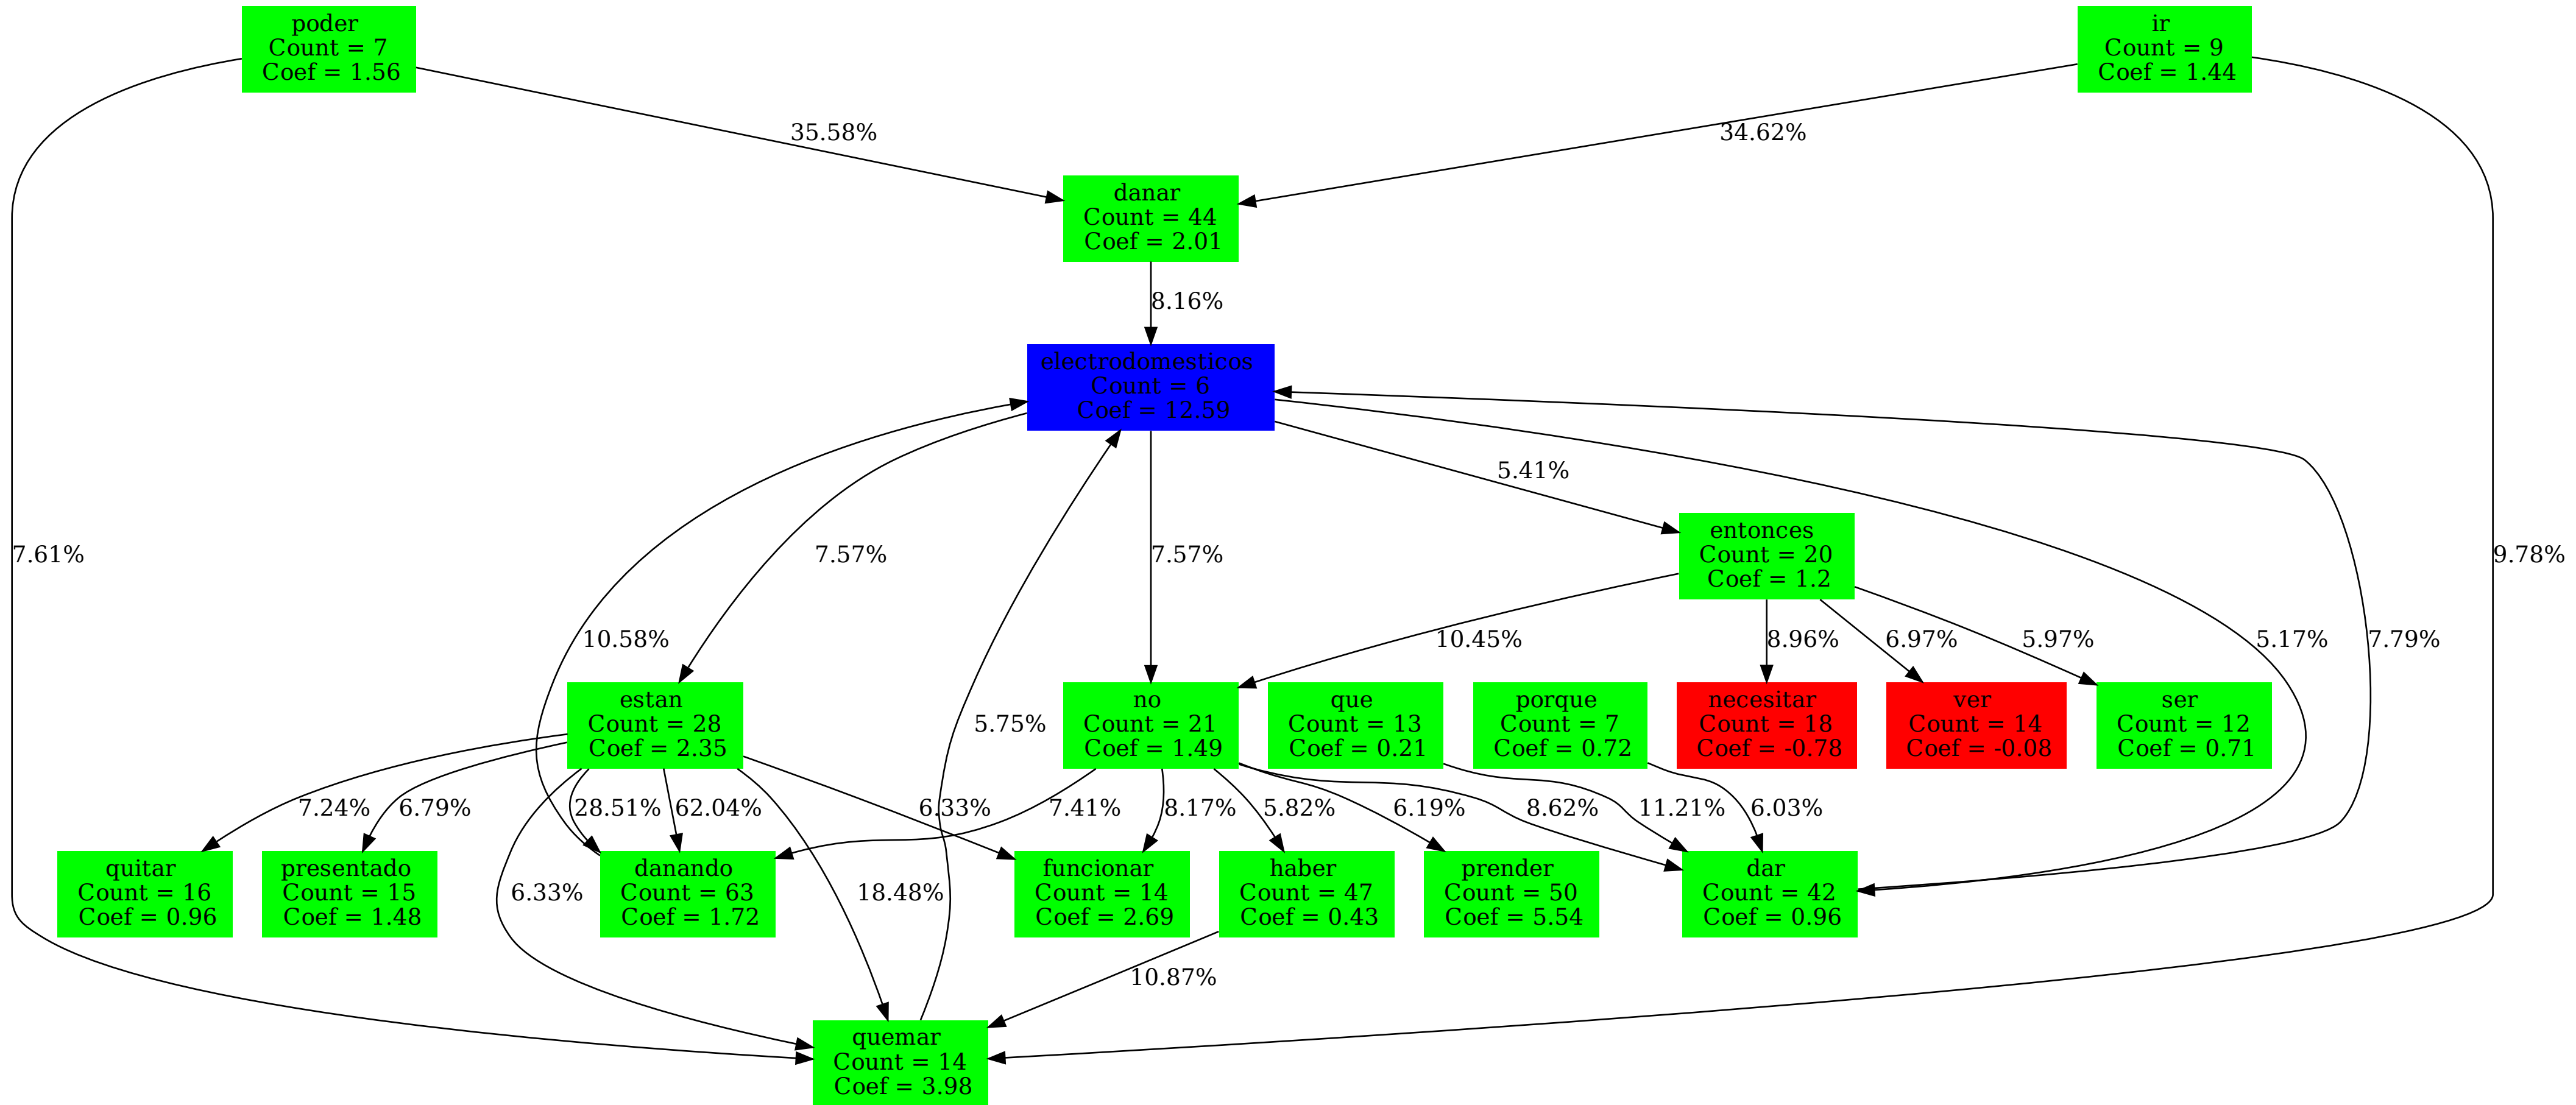 poder
Count = 7
Coef = 1.56
ir
Count = 9
Coef = 1.44
35.58%
34.62%
danar
Count = 44
Coef = 2.01
8.16%
electrodomesticos
Count = 6
Coef = 12.59
5.41%
entonces
Count = 20
Coef = 1.2
7.61%
7.57%
7.57%
9.78%
10.58%
10.45%
8.96%
6.97%
5.97%
5.17%
7.79%
estan
Count = 28
Coef = 2.35
5.75%
no
Count = 21
Coef = 1.49
que
Count = 13
Coef = 0.21
porque
Count = 7
Coef = 0.72
necesitar
Count = 18
Coef = -0.78
ver
Count = 14
Coef = -0.08
ser
Count = 12
Coef = 0.71
7.24%
6.79%
28.51%
62.04%
6.33%
7.41%
8.17%
5.82%
6.19%
8.62%
11.21%
6.03%
quitar
Count = 16
Coef = 0.96
presentado
Count = 15
Coef = 1.48
6.33%
danando
Count = 63
Coef = 1.72
18.48%
funcionar
Count = 14
Coef = 2.69
haber
Count = 47
Coef = 0.43
prender
Count = 50
Coef = 5.54
dar
Count = 42
Coef = 0.96
10.87%
quemar
Count = 14
Coef = 3.98